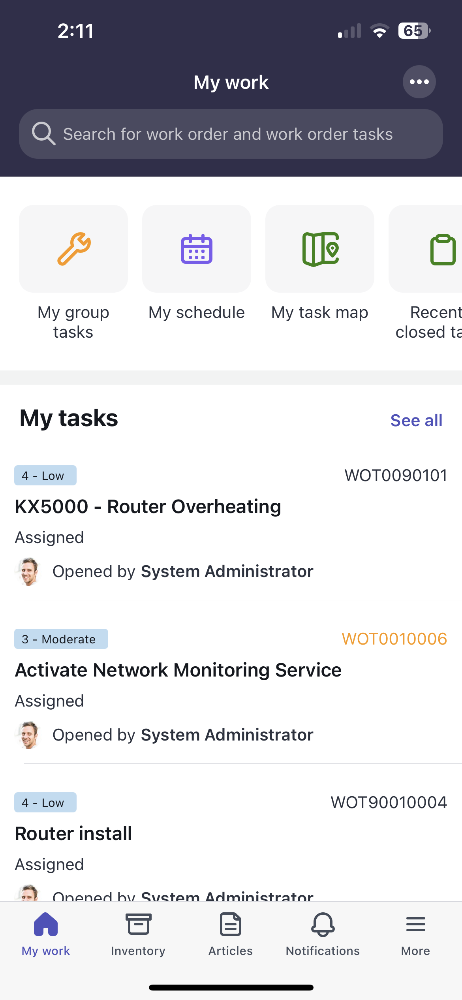 2:11
65
My work
Search for work order and work order tasks
My group
tasks
My schedule
My task map
Recent
closed ta
My tasks
See all
4 - Low
WOT0090101
KX5000 - Router Overheating
Assigned
Opened by System Administrator
3 - Moderate
WOT0010006
Activate Network Monitoring Service
Assigned
Opened by System Administrator
4 - Low
WOT90010004
Router install
Assigned
Opened by System Administrator
My work
Inventory
Articles
Notifications
More